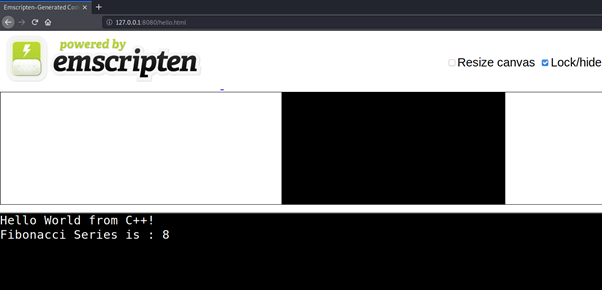 Emscripten-Generated Cod
127.0.0.1:8080/hello.html
powered by
emscripten
Resize canvas Lock/hide
Hello World from C++!
Fibonacci Series is : 8